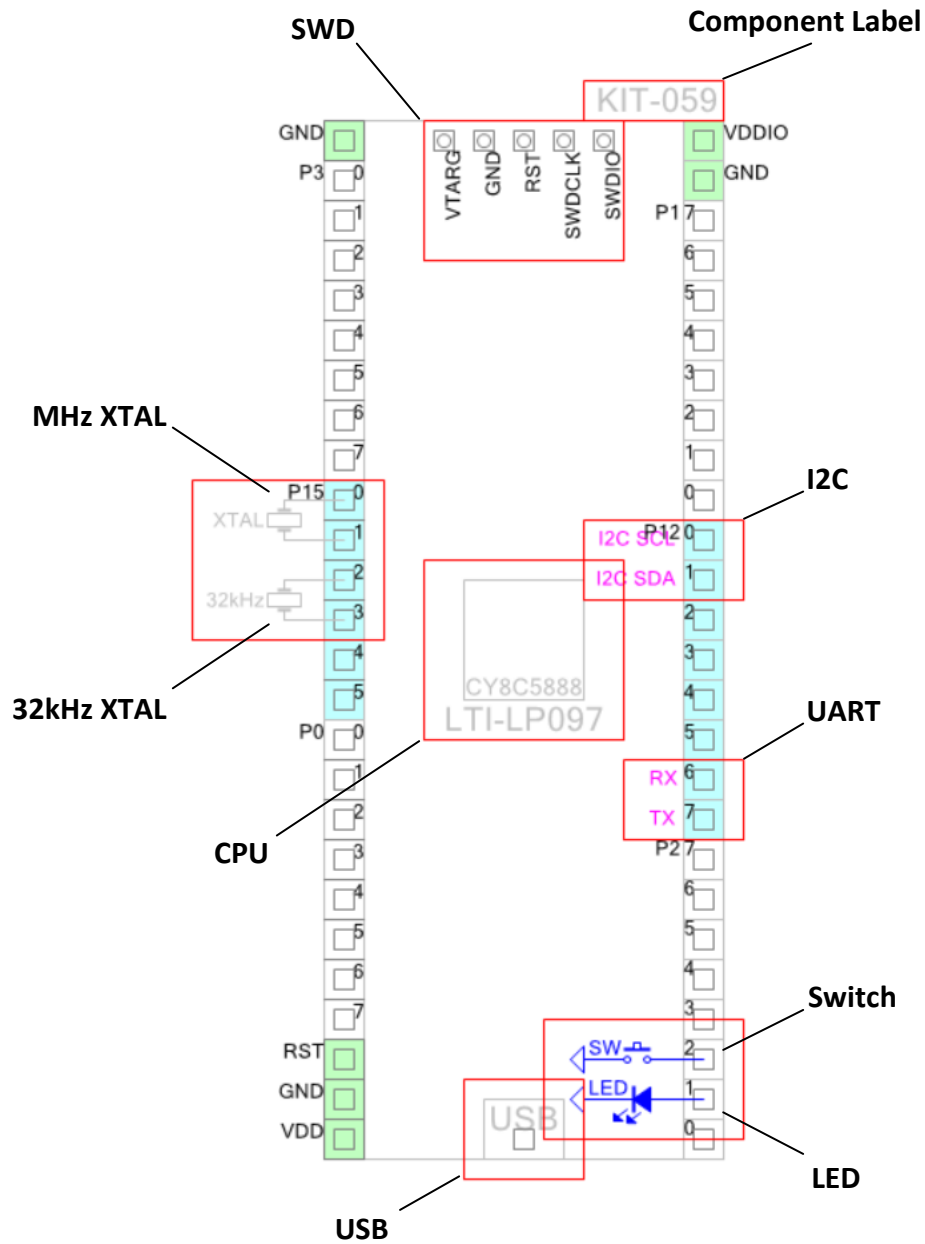 SWD
Component Label
KIT-059
GND
VDDIO
P3 0
GND
VTARG
GND
RST
SWDCLK
SWDIO
1
P1 7
2
6
3
5
4
4
5
3
6
2
MHz XTAL
7
1
I2C
P15 0
0
XTAL
1
I2C SCL
P12 0
2
I2C SDA
1
32kHz
3
2
4
3
32kHz XTAL
5
CY8C5888
4
LTI-LP097
UART
P0 0
5
1
RX
6
2
TX
7
CPU
3
P2 7
4
6
5
5
6
4
Switch
7
3
RST
SW
2
GND
LED
1
VDD
USB
0
LED
USB